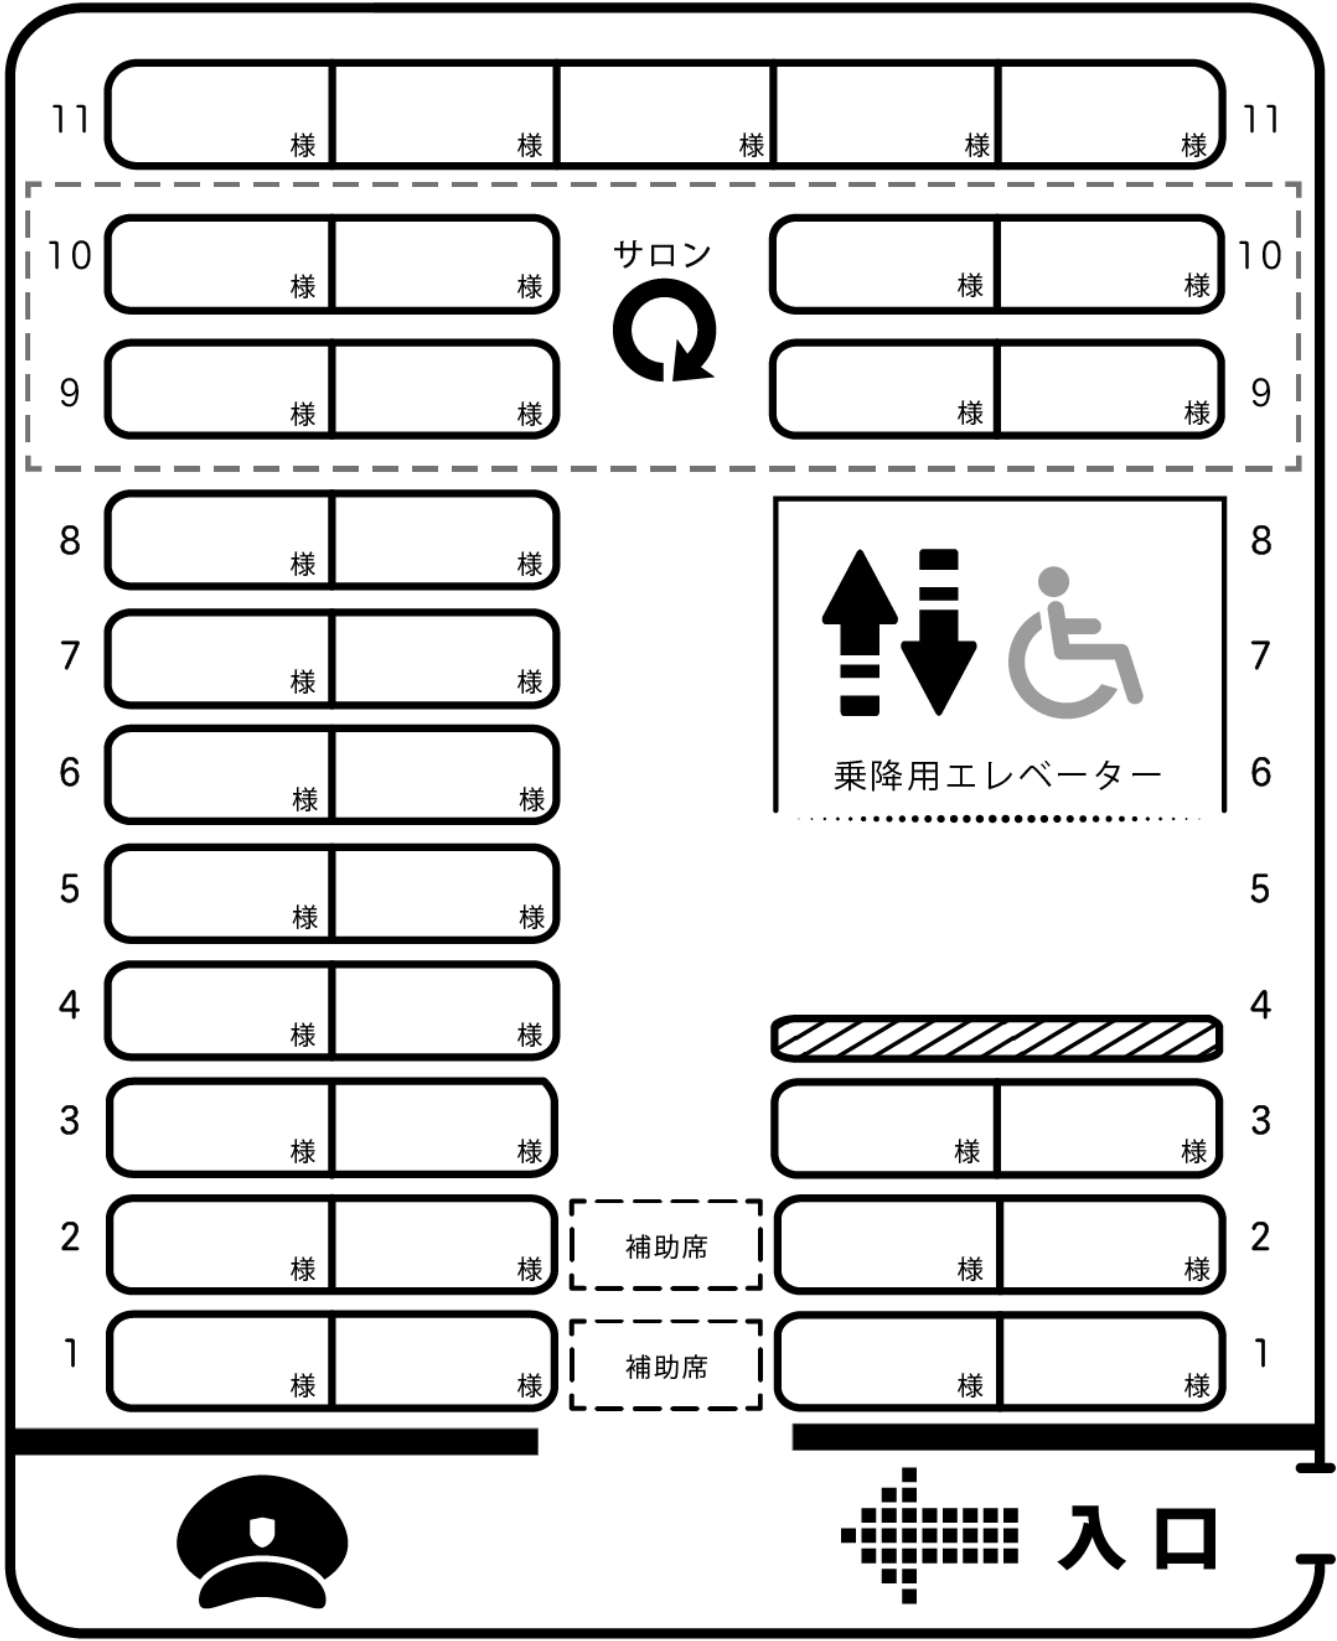 11 様 様 様 様 様 11
10 様 様 サロン 様 様 10
9 様 様 様 様 9
8 様 様 8
7 様 様 7
乗降用エレベーター
6 様 様 6
5 様 様 5
4 様 様 4
3 様 様 様 様 3
2 様 様 補助席 様 様 2
1 様 様 補助席 様 様 1
入口